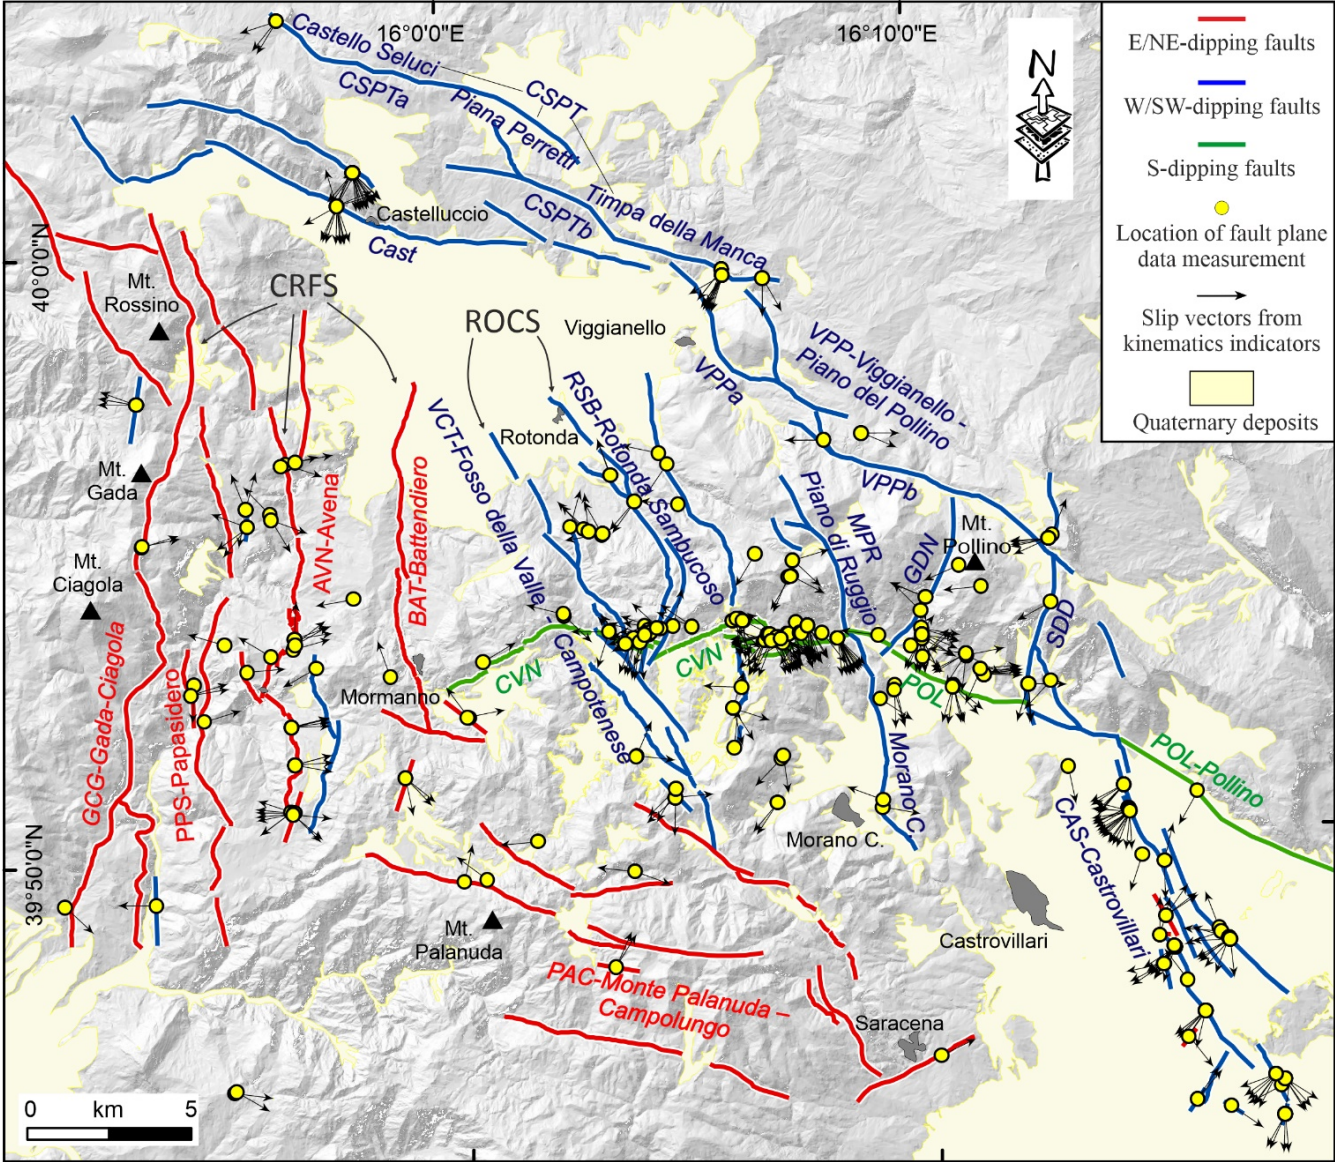 16°0'0"E
16°10'0"E
40°0'0"N
39°50'0"N
N
E/NE-dipping faults
W/SW-dipping faults
S-dipping faults
Location of fault plane
data measurement
Slip vectors from
kinematics indicators
Quaternary deposits
Castello Seluci
CSPT
CSPTa
Piana Perretti
Timpa della Manca
CSPTb
Castelluccio
Cast
Mt.
Rossino
CRFS
ROCS
Viggianello
VPP-Viggianello -
Piano del Pollino
VPPa
VPPb
Mt.
Gada
Rotonda
RSB-Rotonda Sambucoso
VCT-Fosso della Valle - Campotenese
AVN-Avena
BAT-Battendiero
Piano di Ruggio
MPR
GDN
Mt.
Pollino
Mt.
Ciagola
SDD
GCG-Gada-Ciagola
PPS-Papasidero
Mormanno
CVN
CVN
POL
POL-Pollino
Morano C.
Morano C.
CAS-Castrovillari
Castrovillari
Mt.
Palanuda
PAC-Monte Palanuda –
Campolungo
Saracena
0 km 5